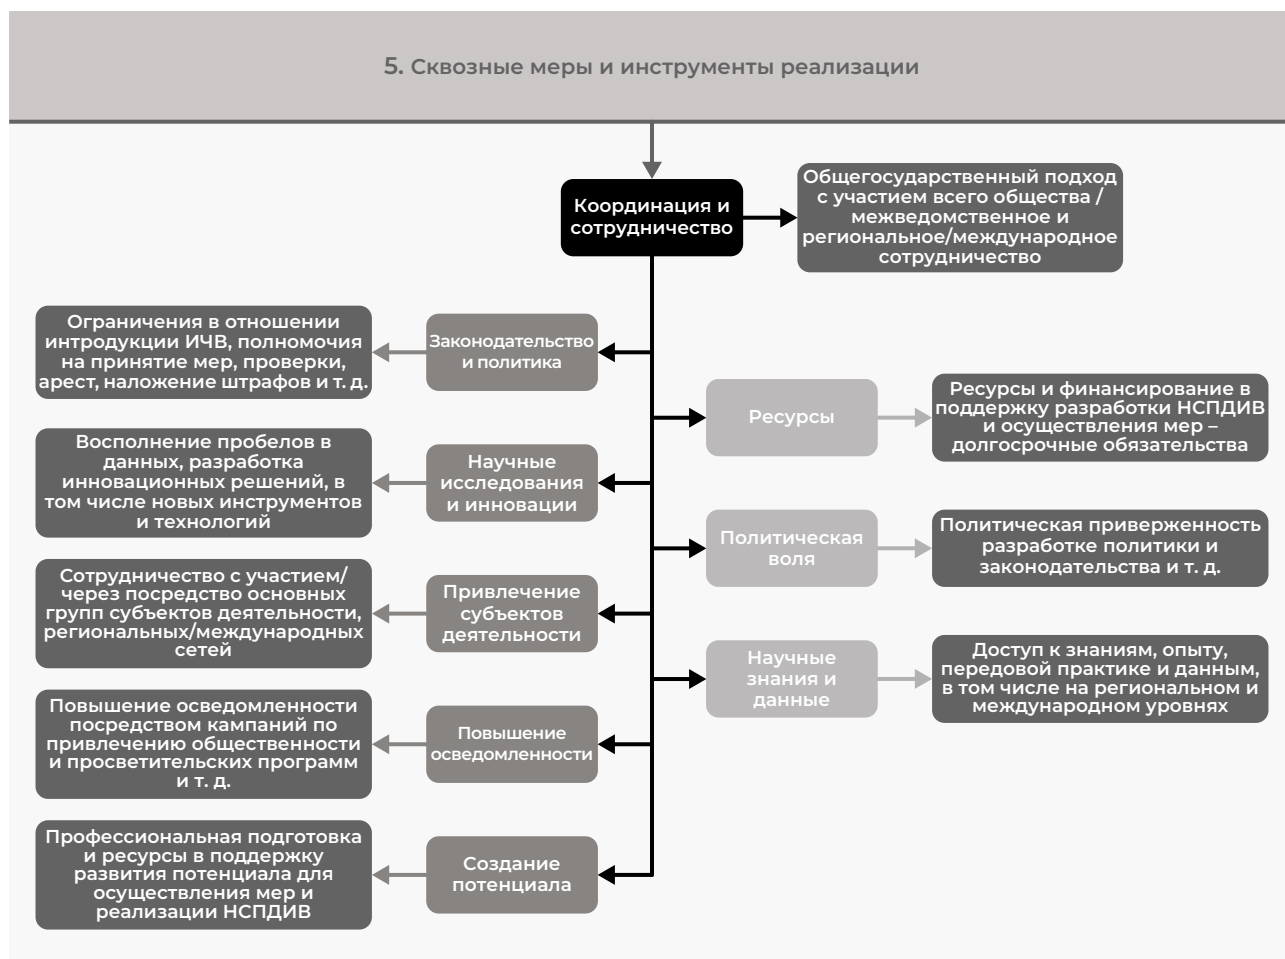 5. Сквозные меры и инструменты реализации
Координация и
сотрудничество
Общегосударственный подход
с участием всего общества /
межведомственное и
региональное/международное
сотрудничество
Законодательство
и политика
Ограничения в отношении
интродукции ИЧВ, полномочия
на принятие мер, проверки,
арест, наложение штрафов и т. д.
Ресурсы
Ресурсы и финансирование в
поддержку разработки НСПДИВ
и осуществления мер –
долгосрочные обязательства
Научные
исследования
и инновации
Восполнение пробелов в
данных, разработка
инновационных решений, в
том числе новых инструментов
и технологий
Политическая
воля
Политическая приверженность
разработке политики и
законодательства и т. д.
Привлечение
субъектов
деятельности
Сотрудничество с участием/
через посредство основных
групп субъектов деятельности,
региональных/международных
сетей
Научные
знания и
данные
Доступ к знаниям, опыту,
передовой практике и данным,
в том числе на региональном и
международном уровнях
Повышение
осведомленности
Повышение осведомленности
посредством кампаний по
привлечению общественности
и просветительских программ
и т. д.
Создание
потенциала
Профессиональная подготовка
и ресурсы в поддержку
развития потенциала для
осуществления мер и
реализации НСПДИВ